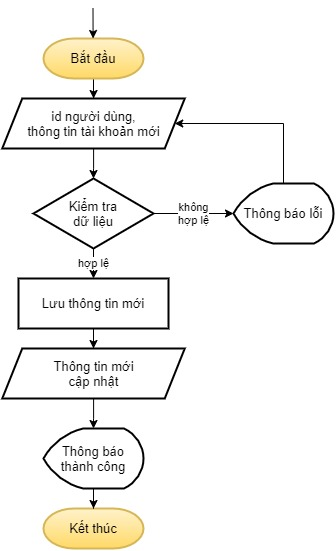 Bắt đầu
id người dùng,
thông tin tài khoản mới
Kiểm tra
dữ liệu
không
hợp lệ
Thông báo lỗi
hợp lệ
Lưu thông tin mới
Thông tin mới
cập nhật
Thông báo
thành công
Kết thúc